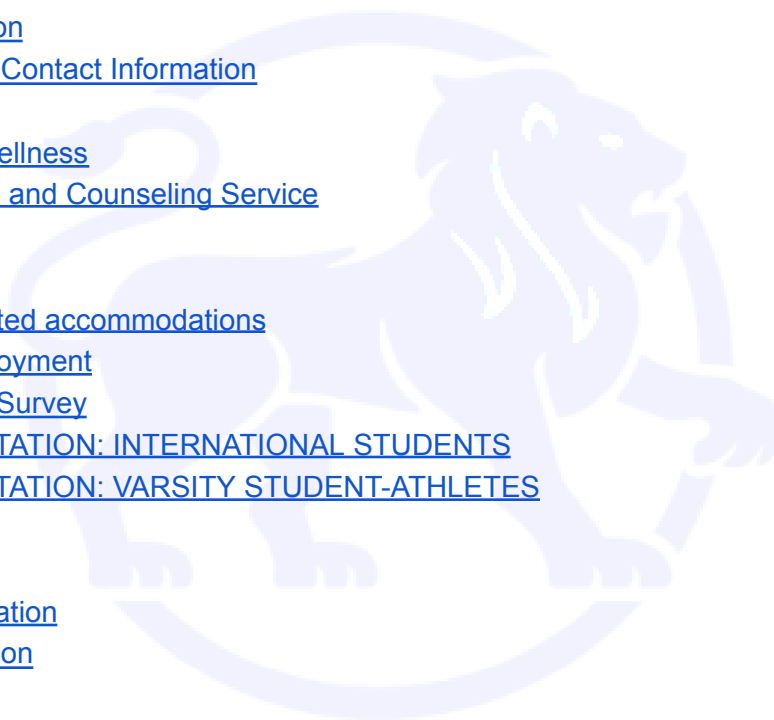 on
Contact Information
ellness
and Counseling Service
ted accommodations
oyment
Survey
TATION: INTERNATIONAL STUDENTS
TATION: VARSITY STUDENT-ATHLETES
ation
on